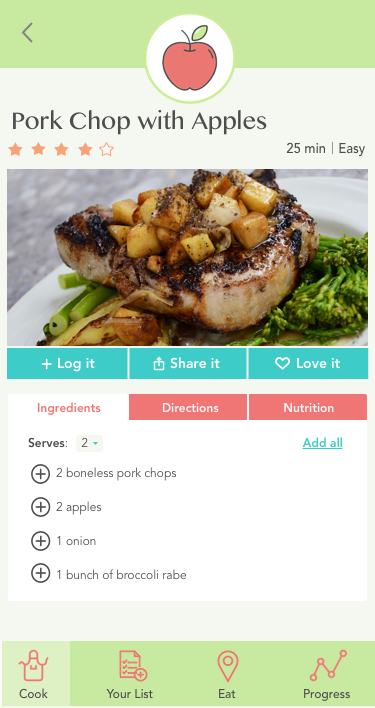 Pork Chop with Apples
25 min | Easy
+ Log it
Share it
Love it
Ingredients
Directions
Nutrition
Serves: 2
Add all
2 boneless pork chops
2 apples
1 onion
1 bunch of broccoli rabe
Cook
Your List
Eat
Progress